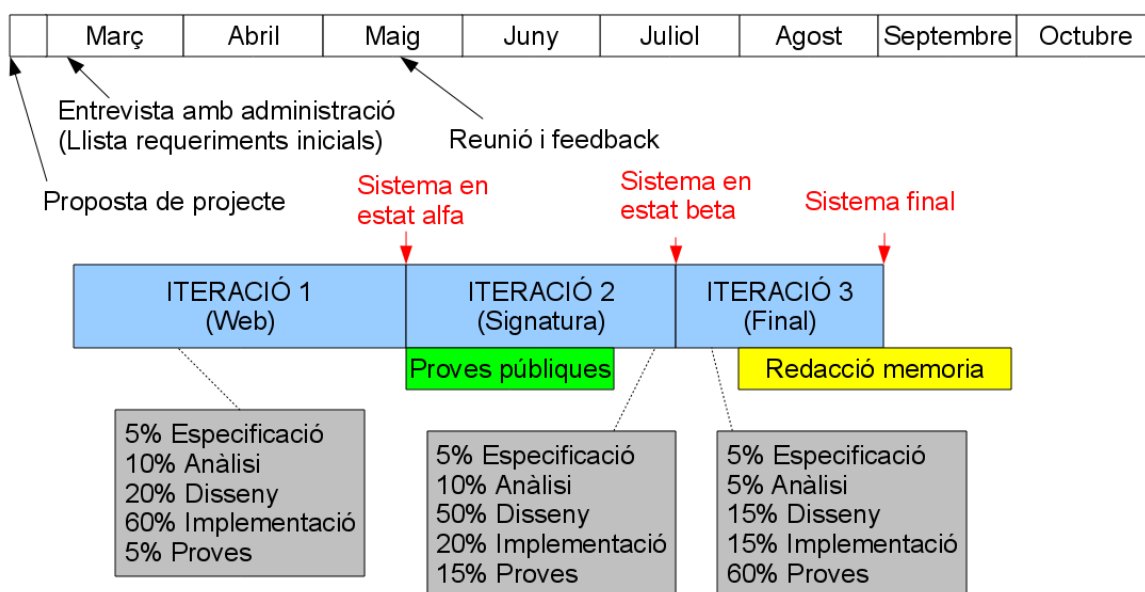 Març Abril Maig Juny Juliol Agost Septembre Octubre
Entrevista amb administració
(Llista requeriments inicials)
Reunió i feedback
Proposta de projecte
Sistema en
estat alfa
Sistema en
estat beta
Sistema final
ITERACIÓ 1
(Web)
ITERACIÓ 2
(Signatura)
ITERACIÓ 3
(Final)
Proves públiques
Redacció memoria
5% Especificació
10% Anàlisi
20% Disseny
60% Implementació
5% Proves
5% Especificació
10% Anàlisi
50% Disseny
20% Implementació
15% Proves
5% Especificació
5% Anàlisi
15% Disseny
15% Implementació
60% Proves